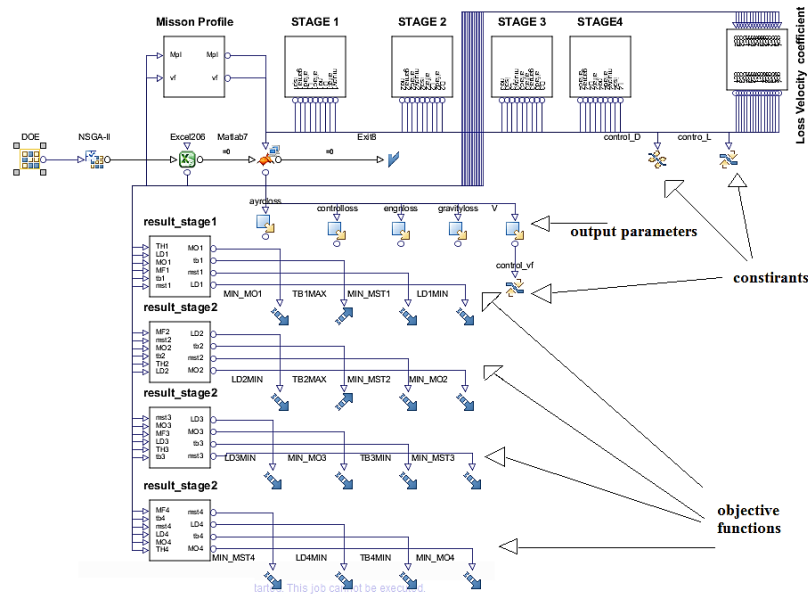 Misson Profile
STAGE 1
STAGE 2
STAGE 3
STAGE4
Loss Velocity coefficient
Mpl
Mpl
vf
vf
DOE
NSGA-II
Excel206
Matlab7
Exit8
=0
=0
control_D
contro_L
ayroloss
controlloss
engnloss
gravityloss
V
output parameters
control_vf
constirants
result_stage1
TH1
LD1
MO1
MF1
tb1
mst1
MO1
tb1
mst1
LD1
MIN_MO1
TB1MAX
MIN_MST1
LD1MIN
result_stage2
MF2
mst2
MO2
tb2
TH2
LD2
LD2
tb2
mst2
MO2
LD2MIN
TB2MAX
MIN_MST2
MIN_MO2
result_stage2
mst3
MO3
MF3
LD3
TH3
tb3
LD3
MO3
tb3
mst3
LD3MIN
MIN_MO3
TB3MIN
MIN_MST3
result_stage2
MF4
tb4
mst4
LD4
MO4
TH4
mst4
LD4
tb4
MO4
MIN_MST4
LD4MIN
TB4MIN
MIN_MO4
objective
functions
tarted. This job cannot be executed.